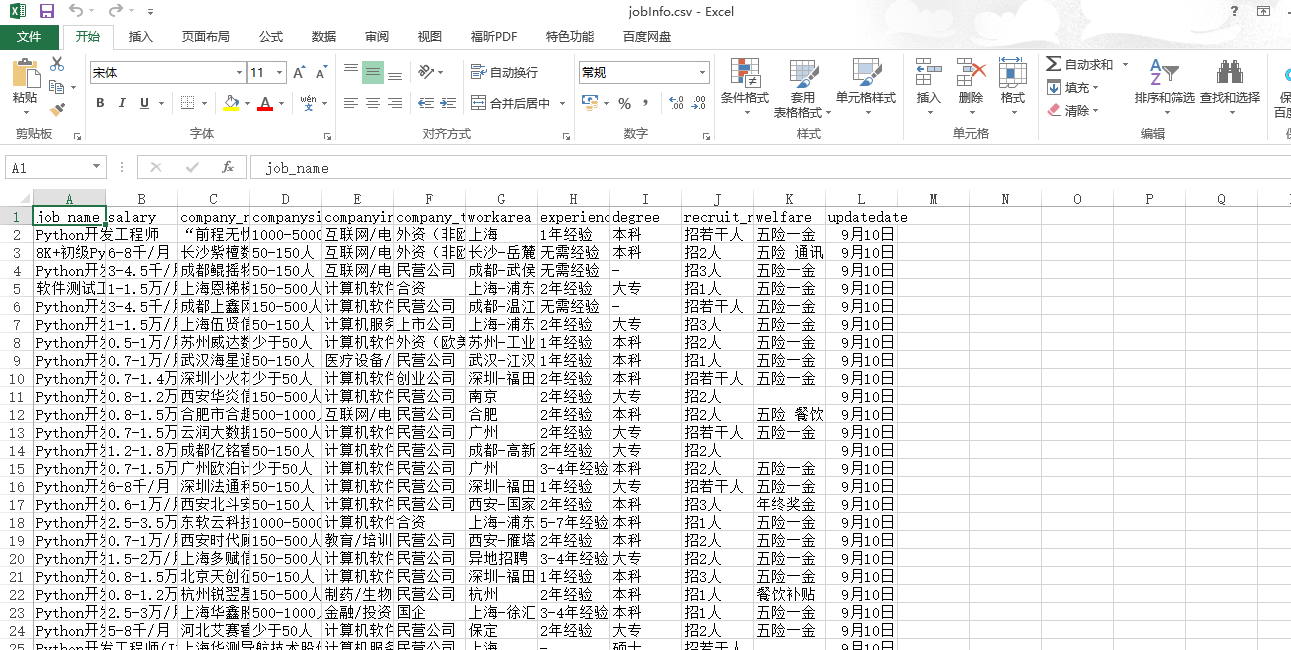 jobInfo.csv - Excel
文件 开始 插入 页面布局 公式 数据 审阅 视图 福昕PDF 特色功能 百度网盘
粘贴 宋体 11 自动换行 常规 条件格式 套用 表格格式 单元格样式 插入 删除 格式 自动求和 排序和筛选 查找和选择
B I U wén 文 合并后居中 % 填充
清除
剪贴板 字体 对齐方式 数字 样式 单元格 编辑
A1 fx job_name
A B C D E F G H I J K L M N O P Q
1 job_name salary company_n companysi companyin company_t workarea experienc degree recruit_n welfare updatedate
2 Python开发工程师 “前程无忧 1000-5000 互联网/电 外资（非欧 上海 1年经验 本科 招若干人 五险一金 9月10日
3 8K+初级Py 6-8千/月 长沙紫檀数 50-150人 互联网/电 外资（非欧 长沙-岳麓 无需经验 本科 招2人 五险 通讯 9月10日
4 Python开发 3-4.5千/月 成都鲲摇物 50-150人 互联网/电 民营公司 成都-武侯 无需经验 - 招3人 五险一金 9月10日
5 软件测试工 1-1.5万/月 上海恩梯梯 150-500人 计算机软件 合资 上海-浦东 2年经验 大专 招1人 五险一金 9月10日
6 Python开发 3-4.5千/月 成都上鑫网 150-500人 计算机软件 民营公司 成都-温江 无需经验 - 招若干人 五险一金 9月10日
7 Python开发 1-1.5万/月 上海伍贤信 50-150人 计算机服务 上市公司 上海-浦东 2年经验 大专 招3人 五险一金 9月10日
8 Python开发 0.5-1万/月 苏州威达数 少于50人 计算机软件 外资（欧美 苏州-工业 1年经验 本科 招2人 五险一金 9月10日
9 Python开发 0.7-1万/月 武汉海星通 50-150人 医疗设备/ 民营公司 武汉-江汉 1年经验 本科 招1人 五险一金 9月10日
10 Python开发 0.7-1.4万 深圳小火花 少于50人 计算机软件 创业公司 深圳-福田 2年经验 本科 招若干人 五险一金 9月10日
11 Python开发 0.8-1.2万 西安华炎信 150-500人 计算机软件 民营公司 南京 2年经验 大专 招2人 9月10日
12 Python开发 0.8-1.5万 合肥市合趣 500-1000人 互联网/电 民营公司 合肥 2年经验 本科 招2人 五险 餐饮 9月10日
13 Python开发 0.7-1.5万 云润大数据 150-500人 计算机软件 民营公司 广州 2年经验 大专 招若干人 五险一金 9月10日
14 Python开发 1.2-1.8万 成都亿铭睿 50-150人 计算机软件 民营公司 成都-高新 2年经验 大专 招2人 9月10日
15 Python开发 0.7-1.5万 广州欧泊计 少于50人 计算机软件 民营公司 广州 3-4年经验 本科 招2人 五险一金 9月10日
16 Python开发 6-8千/月 深圳法通科 150-500人 计算机软件 民营公司 深圳-福田 1年经验 大专 招若干人 五险一金 9月10日
17 Python开发 0.6-1万/月 西安北斗安 50-150人 计算机软件 民营公司 西安-国家 2年经验 本科 招3人 年终奖金 9月10日
18 Python开发 2.5-3.5万 东软云科技 1000-5000 计算机软件 合资 上海-浦东 5-7年经验 本科 招1人 五险一金 9月10日
19 Python开发 0.7-1万/月 西安时代顾 150-500人 教育/培训 民营公司 西安-雁塔 2年经验 本科 招2人 五险一金 9月10日
20 Python开发 1.5-2万/月 上海多赋信 150-500人 计算机软件 民营公司 异地招聘 3-4年经验 大专 招2人 五险一金 9月10日
21 Python开发 0.8-1.5万 北京天创征 50-150人 计算机软件 民营公司 深圳-福田 1年经验 本科 招3人 五险一金 9月10日
22 Python开发 0.8-1.2万 杭州锐翌基 150-500人 制药/生物 民营公司 杭州 2年经验 本科 招1人 餐饮补贴 9月10日
23 Python开发 2.5-3万/月 上海华鑫股 500-1000人 金融/投资 国企 上海-徐汇 3-4年经验 本科 招1人 五险一金 9月10日
24 Python开发 5-8千/月 河北艾赛睿 少于50人 计算机软件 民营公司 保定 2年经验 大专 招2人 五险一金 9月10日
25 Python开发工程师(I 上海华测导航技术股份 计算机服务 民营公司 上海 - 硕士 招若干人 9月10日